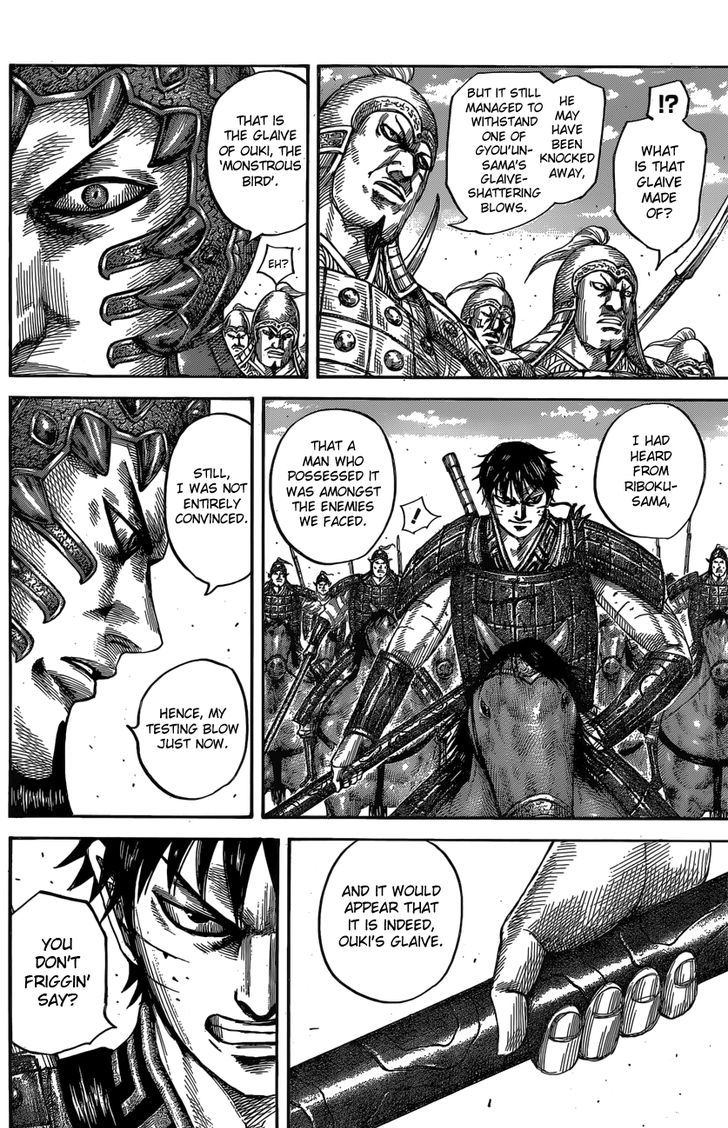 !?
WHAT
IS THAT
GLAIVE
MADE
OF?
HE
MAY
HAVE
BEEN
KNOCKED
AWAY,
BUT IT STILL
MANAGED TO
WITHSTAND
ONE OF
GYOU'UN-
SAMA'S
GLAIVE-
SHATTERING
BLOWS.
THAT IS
THE GLAIVE
OF OUKI, THE
'MONSTROUS
BIRD'.
EH?
I HAD
HEARD
FROM
RIBOKU-
SAMA,
!
THAT A
MAN WHO
POSSESSED IT
WAS AMONGST
THE ENEMIES
WE FACED.
STILL,
I WAS NOT
ENTIRELY
CONVINCED.
HENCE, MY
TESTING BLOW
JUST NOW.
AND IT WOULD
APPEAR THAT
IT IS INDEED,
OUKI'S GLAIVE.
YOU
DON'T
FRIGGIN'
SAY?